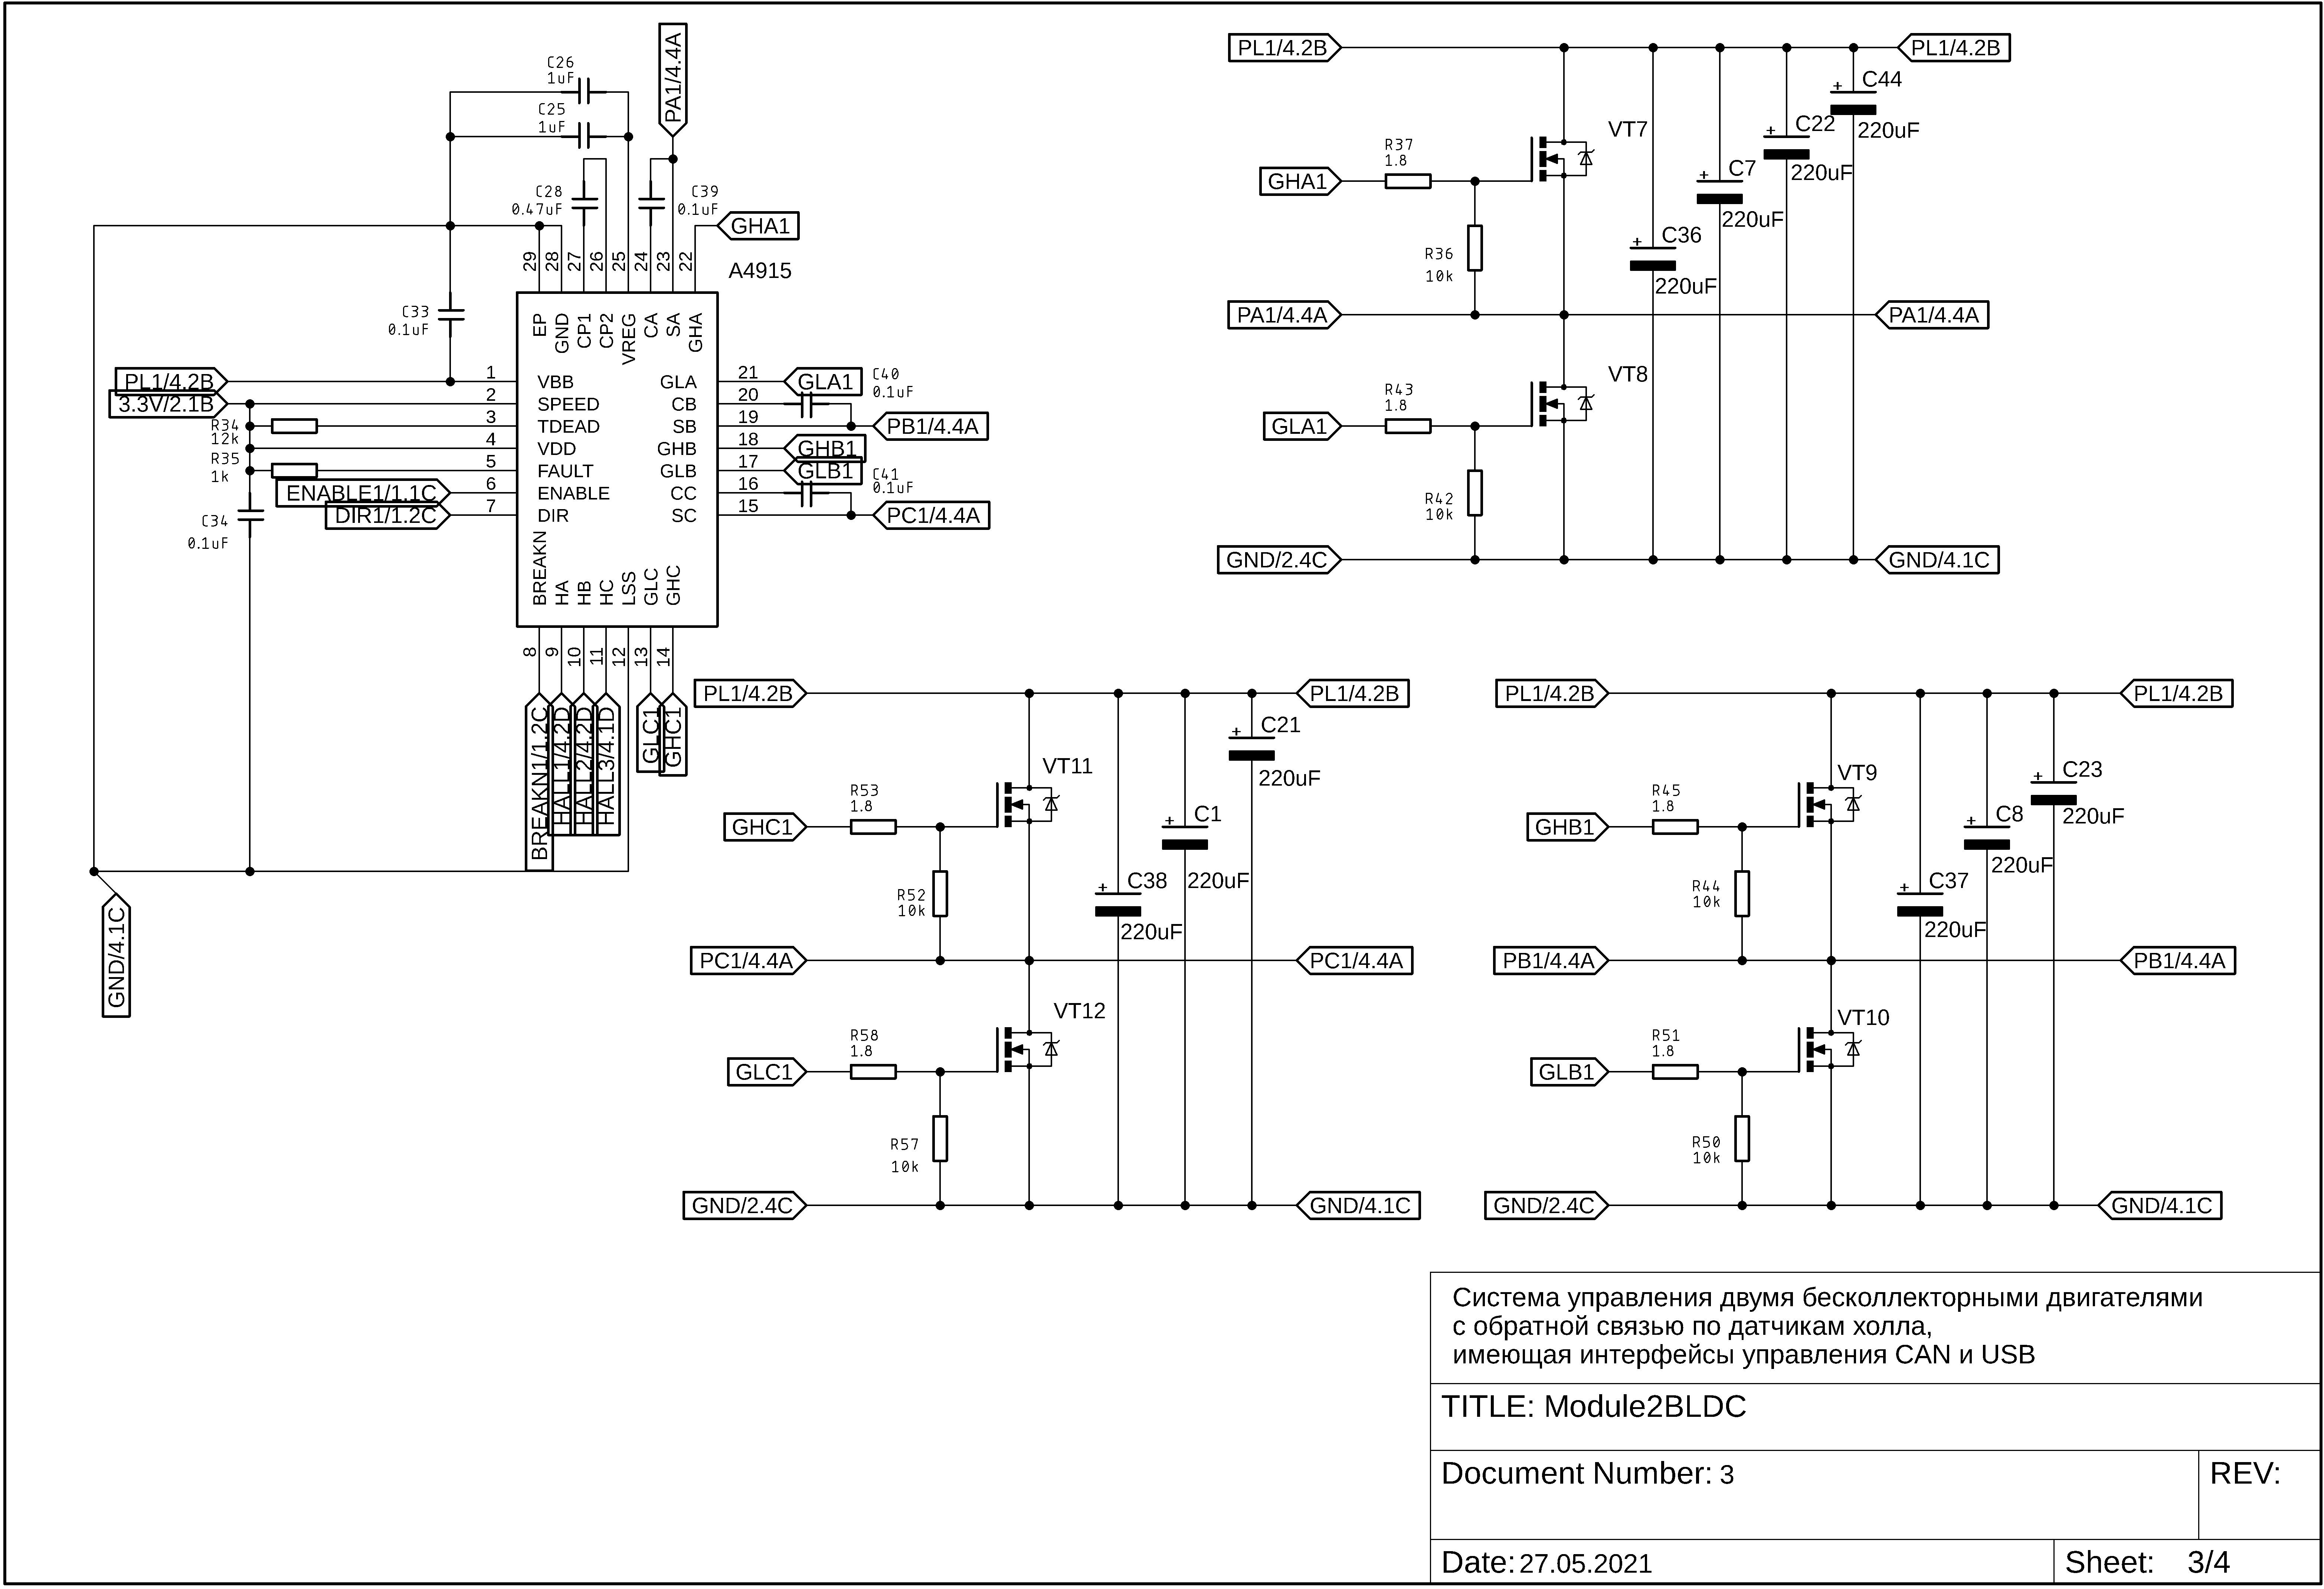 C26
1uF
C25
1uF
PA1/4.4A
C28
0.47uF
C39
0.1uF
GHA1
A4915
29
28
27
26
25
24
23
22
C33
0.1uF
EP
GND
CP1
CP2
VREG
CA
SA
GHA
PL1/4.2B
1
VBB
GLA
21
GLA1
C40
0.1uF
3.3V/2.1B
2
SPEED
CB
20
R34
12k
3
TDEAD
SB
19
PB1/4.4A
4
VDD
GHB
18
GHB1
R35
1k
5
FAULT
GLB
17
GLB1
C41
0.1uF
ENABLE1/1.1C
6
ENABLE
CC
16
DIR1/1.2C
7
DIR
SC
15
PC1/4.4A
C34
0.1uF
BREAKN
HA
HB
HC
LSS
GLC
GHC
8
9
10
11
12
13
14
BREAKN1/1.2C
HALL1/4.2D
HALL2/4.2D
HALL3/4.1D
GLC1
GHC1
GND/4.1C
PL1/4.2B
PL1/4.2B
C44
220uF
C22
220uF
C7
220uF
C36
220uF
VT7
R37
1.8
GHA1
R36
10k
PA1/4.4A
PA1/4.4A
VT8
R43
1.8
GLA1
R42
10k
GND/2.4C
GND/4.1C
PL1/4.2B
PL1/4.2B
C21
220uF
VT11
R53
1.8
GHC1
C1
220uF
R52
10k
C38
220uF
PC1/4.4A
PC1/4.4A
VT12
R58
1.8
GLC1
R57
10k
GND/2.4C
GND/4.1C
PL1/4.2B
PL1/4.2B
VT9
C23
220uF
R45
1.8
GHB1
C8
220uF
R44
10k
C37
220uF
PB1/4.4A
PB1/4.4A
VT10
R51
1.8
GLB1
R50
10k
GND/2.4C
GND/4.1C
Система управления двумя бесколлекторными двигателями
с обратной связью по датчикам холла,
имеющая интерфейсы управления CAN и USB
TITLE: Module2BLDC
Document Number: 3
REV:
Date: 27.05.2021
Sheet: 3/4